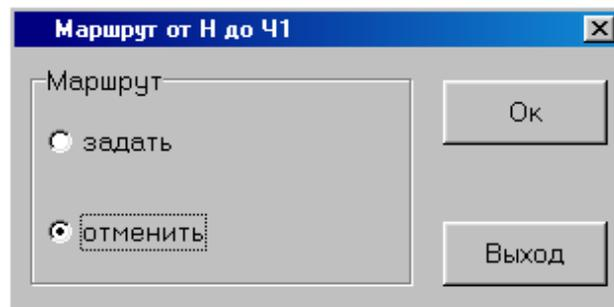 Маршрут от Н до Ч1
Маршрут
задать
Ок
отменить
Выход